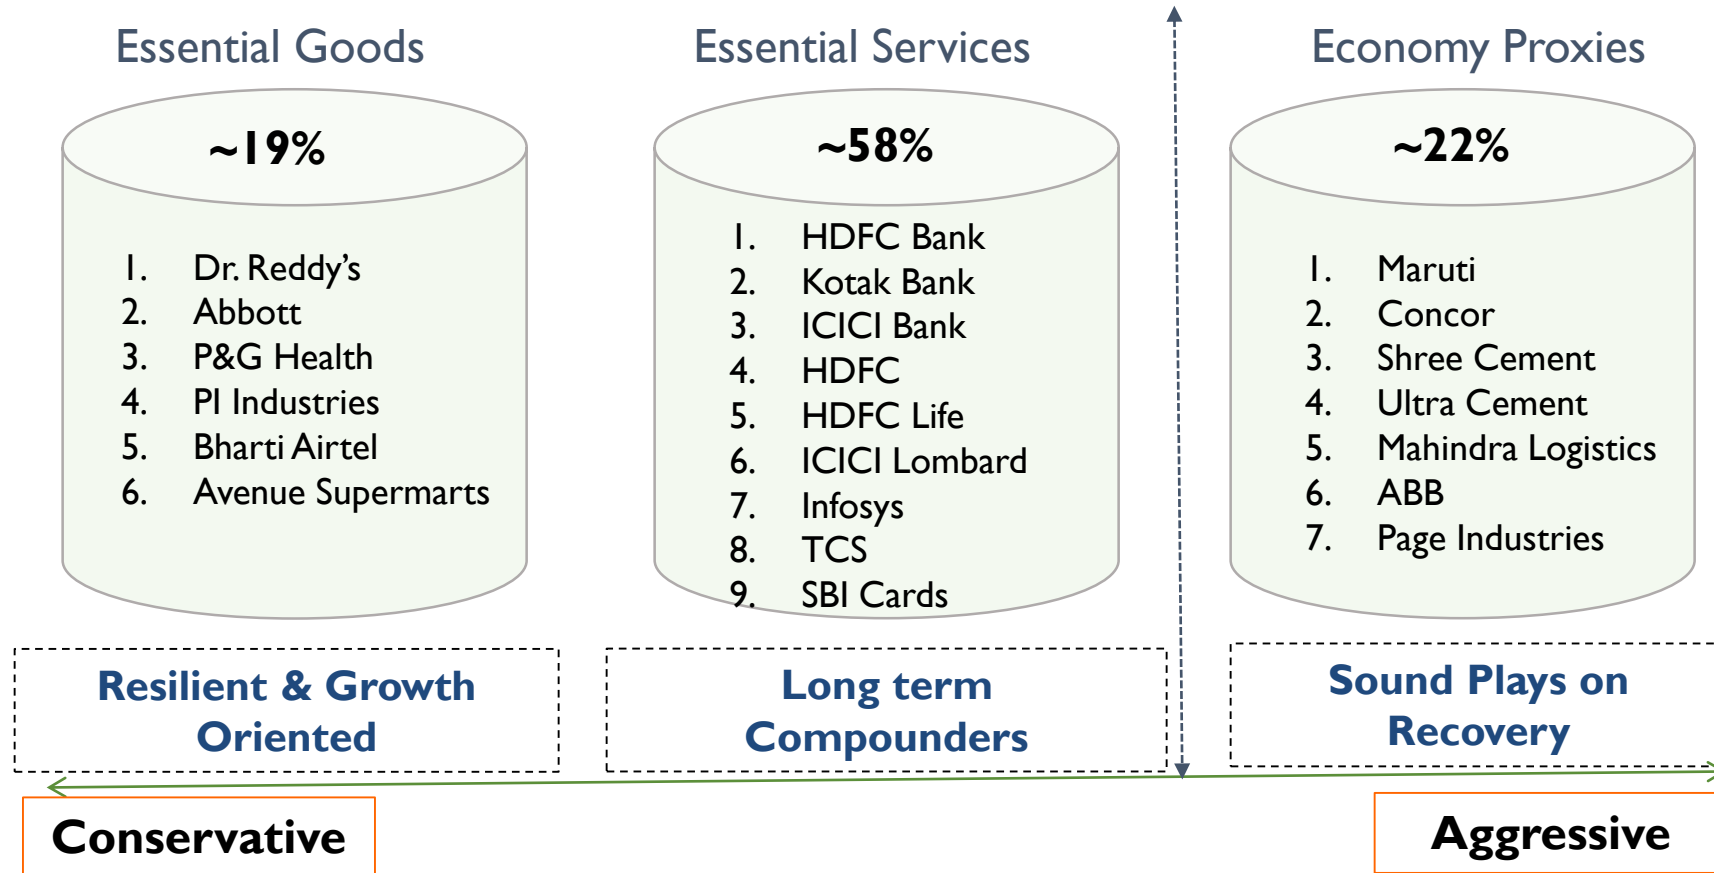 Essential Goods
~19%
1. Dr. Reddy’s
2. Abbott
3. P&G Health
4. PI Industries
5. Bharti Airtel
6. Avenue Supermarts
Resilient & Growth
Oriented
Essential Services
~58%
1. HDFC Bank
2. Kotak Bank
3. ICICI Bank
4. HDFC
5. HDFC Life
6. ICICI Lombard
7. Infosys
8. TCS
9. SBI Cards
Long term
Compounders
Economy Proxies
~22%
1. Maruti
2. Concor
3. Shree Cement
4. Ultra Cement
5. Mahindra Logistics
6. ABB
7. Page Industries
Sound Plays on
Recovery
Conservative
Aggressive